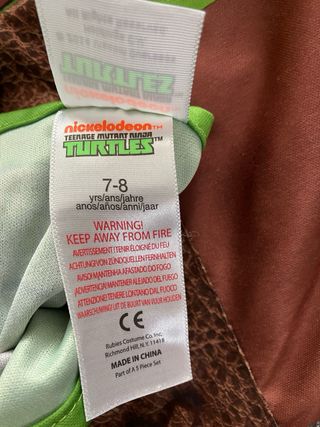 TURTLES
nickelodeon™
TEENAGE MUTANT NINJA
TURTLES™
7-8
yrs/ans/jahre
anos/años/anni/jaar
WARNING!
KEEP AWAY FROM FIRE
AVERTISSEMENT! TENIR ÉLOIGNÉ DU FEU
ACHTUNG! VON ZÜNDQUELLEN FERNHALTEN
AVISO! MANTENHA AFASTADO DO FOGO
¡ADVERTENCIA! MANTENER ALEJADO DEL FUEGO
ATTENZIONE! TENERE LONTANO DAL FUOCO
WAARSCHUWING! UIT DE BUURT VAN VUUR HOUDEN
CE
Rubies Costume Co. Inc.
Richmond Hill, N.Y. 11418
MADE IN CHINA
Part of A 5 Piece Set